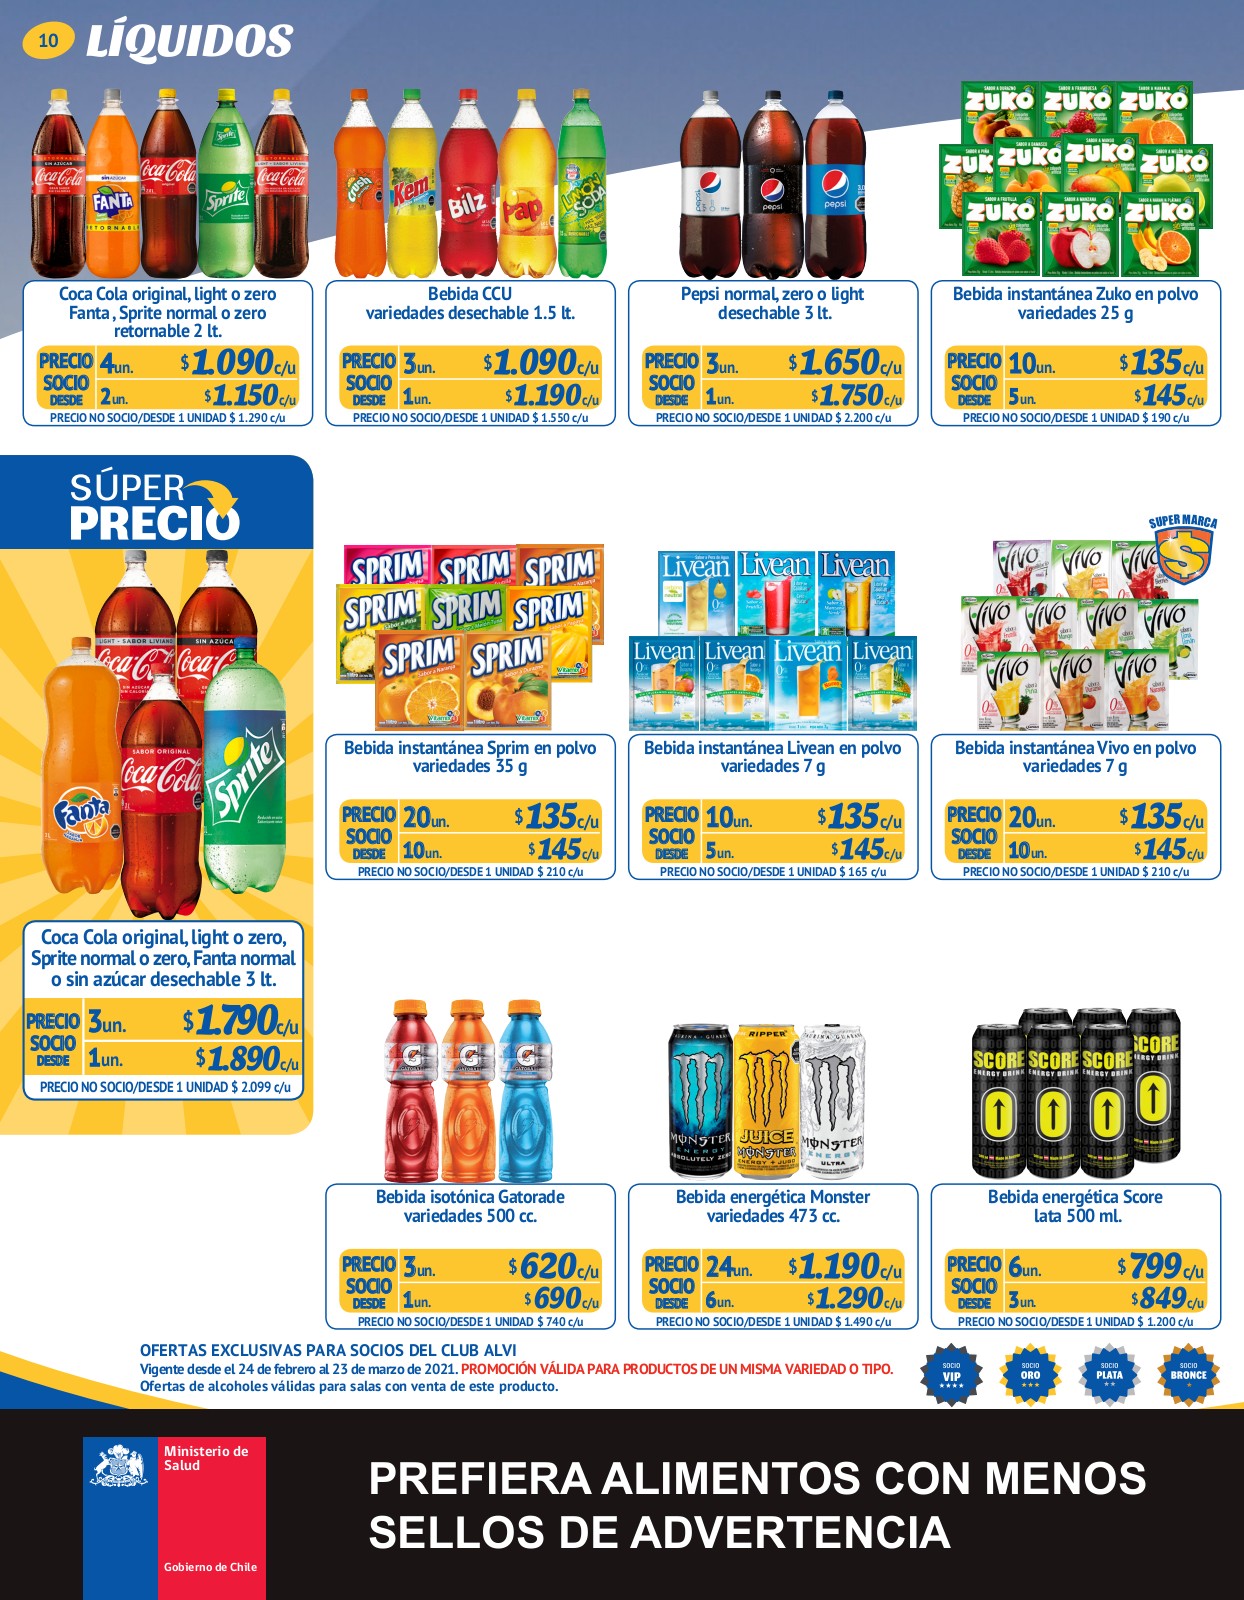 10 LÍQUIDOS
Coca Cola original, light o zero
Fanta , Sprite normal o zero
retornable 2 lt.
PRECIO SOCIO DESDE
4un. $1.090c/u
2un. $1.150c/u
PRECIO NO SOCIO/DESDE 1 UNIDAD $ 1.290 c/u
Bebida CCU
variedades desechable 1.5 lt.
PRECIO SOCIO DESDE
3un. $1.090c/u
1un. $1.190c/u
PRECIO NO SOCIO/DESDE 1 UNIDAD $ 1.550 c/u
Pepsi normal, zero o light
desechable 3 lt.
PRECIO SOCIO DESDE
3un. $1.650c/u
1un. $1.750c/u
PRECIO NO SOCIO/DESDE 1 UNIDAD $ 2.200 c/u
Bebida instantánea Zuko en polvo
variedades 25 g
PRECIO SOCIO DESDE
10un. $135c/u
5un. $145c/u
PRECIO NO SOCIO/DESDE 1 UNIDAD $ 190 c/u
SÚPER
PRECIO
Coca Cola original, light o zero,
Sprite normal o zero, Fanta normal
o sin azúcar desechable 3 lt.
PRECIO SOCIO DESDE
3un. $1.790c/u
1un. $1.890c/u
PRECIO NO SOCIO/DESDE 1 UNIDAD $ 2.099 c/u
Bebida instantánea Sprim en polvo
variedades 35 g
PRECIO SOCIO DESDE
20un. $135c/u
10un. $145c/u
PRECIO NO SOCIO/DESDE 1 UNIDAD $ 210 c/u
Bebida instantánea Livean en polvo
variedades 7 g
PRECIO SOCIO DESDE
10un. $135c/u
5un. $145c/u
PRECIO NO SOCIO/DESDE 1 UNIDAD $ 165 c/u
SUPER MARCA
Bebida instantánea Vivo en polvo
variedades 7 g
PRECIO SOCIO DESDE
20un. $135c/u
10un. $145c/u
PRECIO NO SOCIO/DESDE 1 UNIDAD $ 210 c/u
Bebida isotónica Gatorade
variedades 500 cc.
PRECIO SOCIO DESDE
3un. $620c/u
1un. $690c/u
PRECIO NO SOCIO/DESDE 1 UNIDAD $ 740 c/u
Bebida energética Monster
variedades 473 cc.
PRECIO SOCIO DESDE
24un. $1.190c/u
6un. $1.290c/u
PRECIO NO SOCIO/DESDE 1 UNIDAD $ 1.490 c/u
Bebida energética Score
lata 500 ml.
PRECIO SOCIO DESDE
6un. $799c/u
3un. $849c/u
PRECIO NO SOCIO/DESDE 1 UNIDAD $ 1.200 c/u
OFERTAS EXCLUSIVAS PARA SOCIOS DEL CLUB ALVI
Vigente desde el 24 de febrero al 23 de marzo de 2021. PROMOCIÓN VÁLIDA PARA PRODUCTOS DE UN MISMA VARIEDAD O TIPO.
Ofertas de alcoholes válidas para salas con venta de este producto.
SOCIO VIP
SOCIO ORO
SOCIO PLATA
SOCIO BRONCE
Ministerio de
Salud
Gobierno de Chile
PREFIERA ALIMENTOS CON MENOS
SELLOS DE ADVERTENCIA